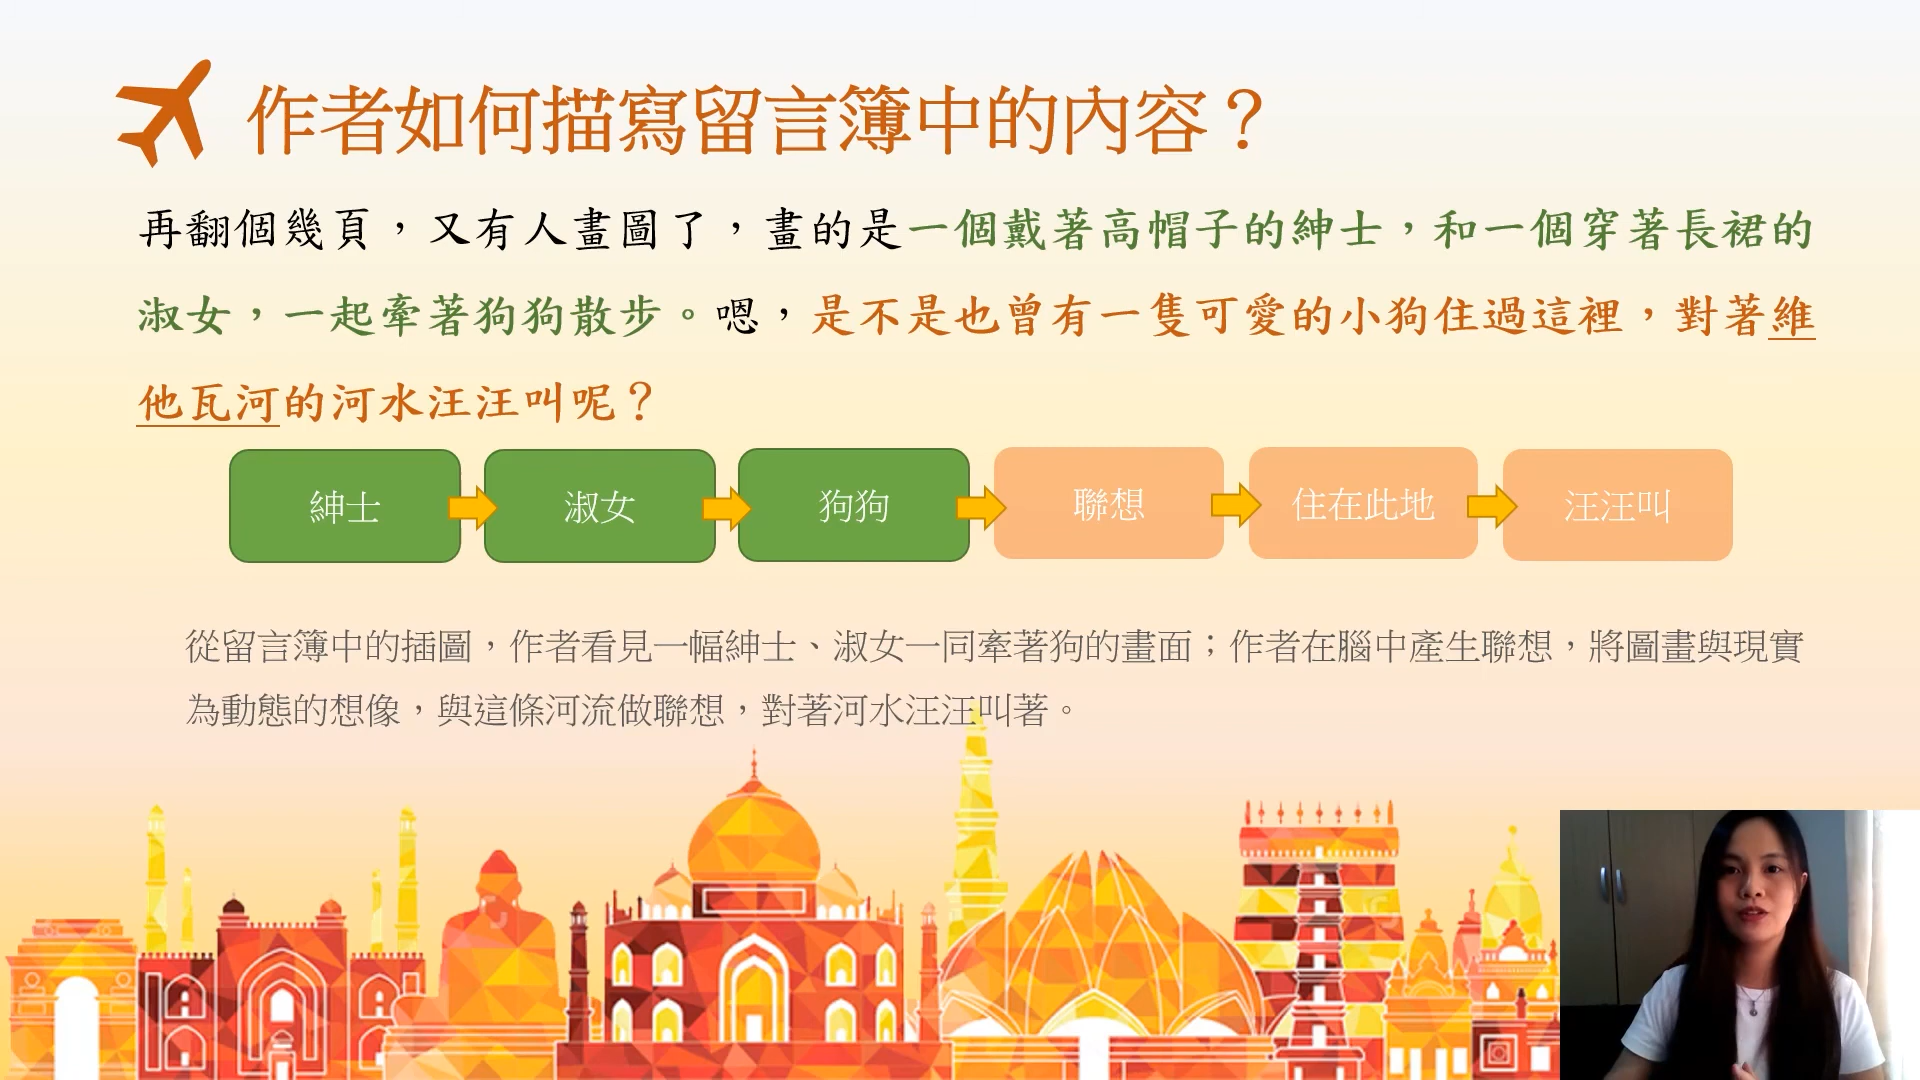 作者如何描寫留言簿中的內容？
再翻個幾頁，又有人畫圖了，畫的是一個戴著高帽子的紳士，和一個穿著長裙的
淑女，一起牽著狗狗散步。嗯，是不是也曾有一隻可愛的小狗住過這裡，對著維
他瓦河的河水汪汪叫呢？
紳士
淑女
狗狗
聯想
住在此地
汪汪叫
從留言簿中的插圖，作者看見一幅紳士、淑女一同牽著狗的畫面；作者在腦中產生聯想，將圖畫與現實
為動態的想像，與這條河流做聯想，對著河水汪汪叫著。